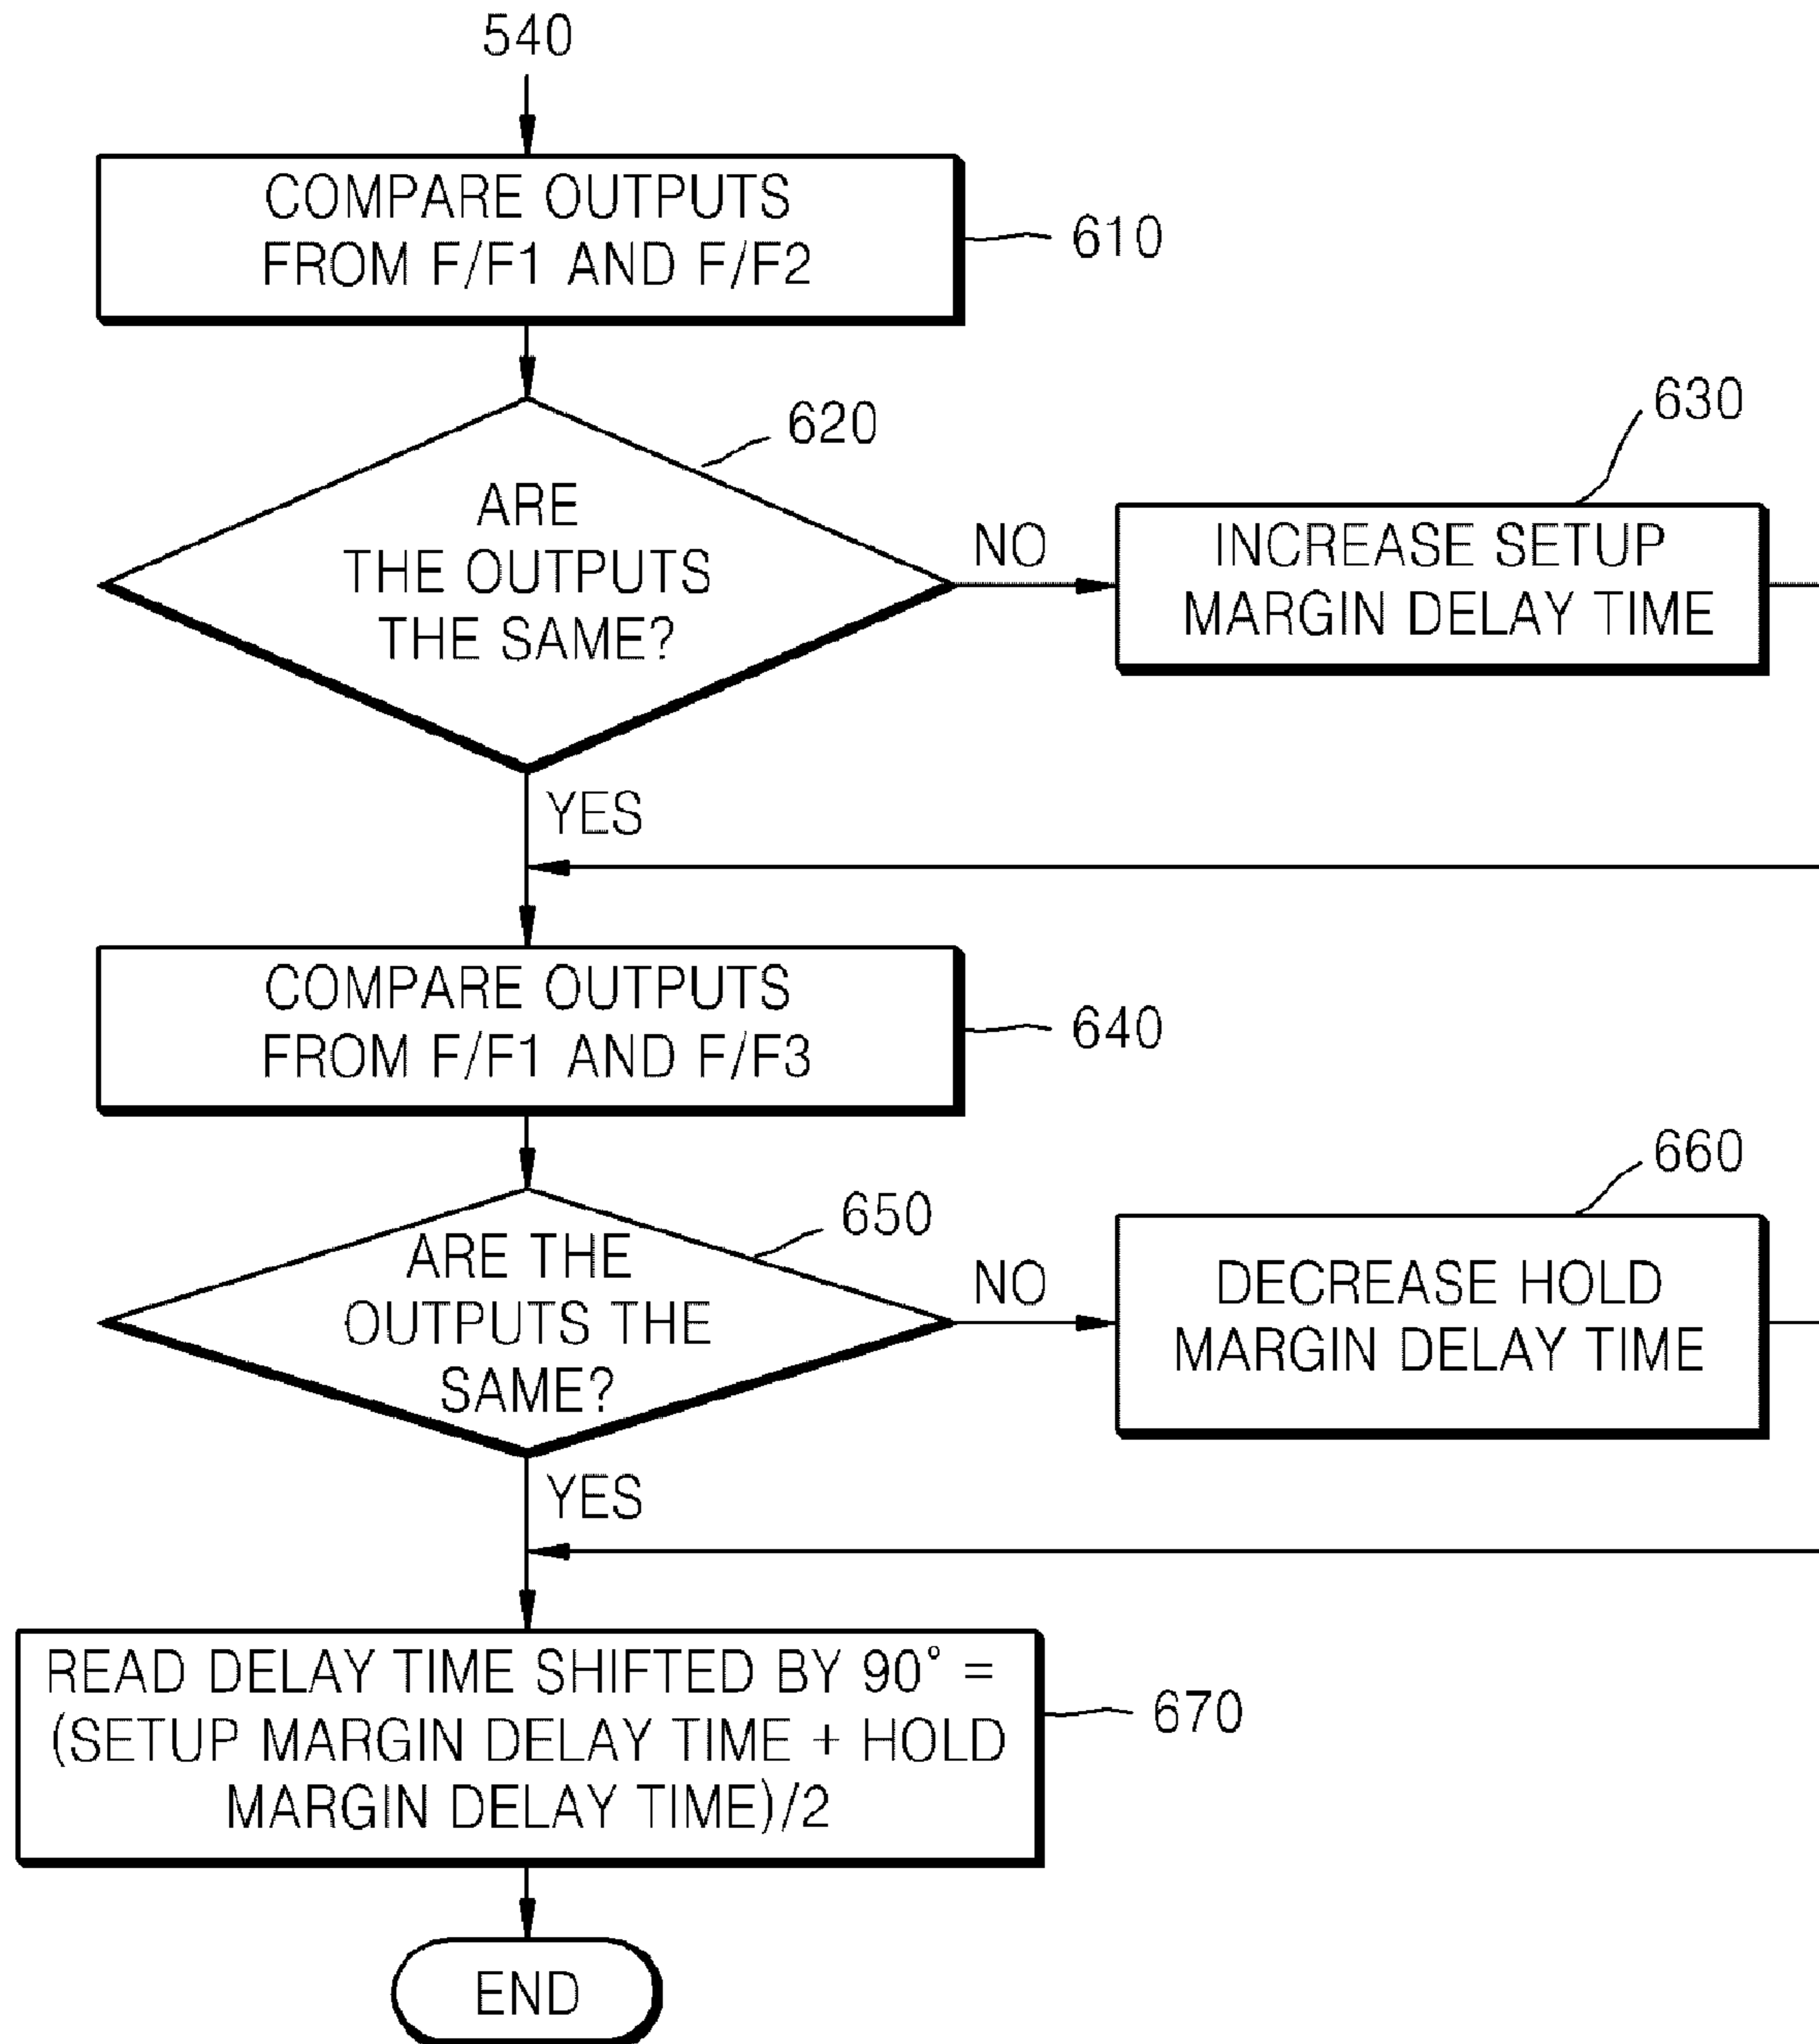 540
COMPARE OUTPUTS
FROM F/F1 AND F/F2
610
620
ARE
THE OUTPUTS
THE SAME?
NO
630
INCREASE SETUP
MARGIN DELAY TIME
YES
COMPARE OUTPUTS
FROM F/F1 AND F/F3
640
650
ARE THE
OUTPUTS THE
SAME?
NO
660
DECREASE HOLD
MARGIN DELAY TIME
YES
READ DELAY TIME SHIFTED BY 90° =
(SETUP MARGIN DELAY TIME + HOLD
MARGIN DELAY TIME)/2
670
END